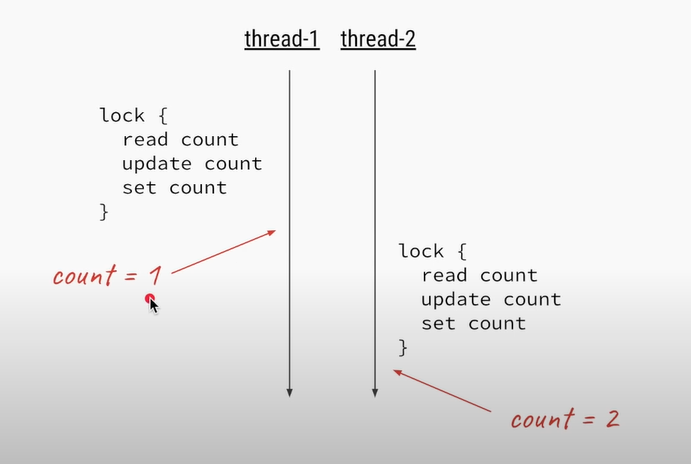 thread-1 thread-2
lock {
read count
update count
set count
}
count = 1
lock {
read count
update count
set count
}
count = 2